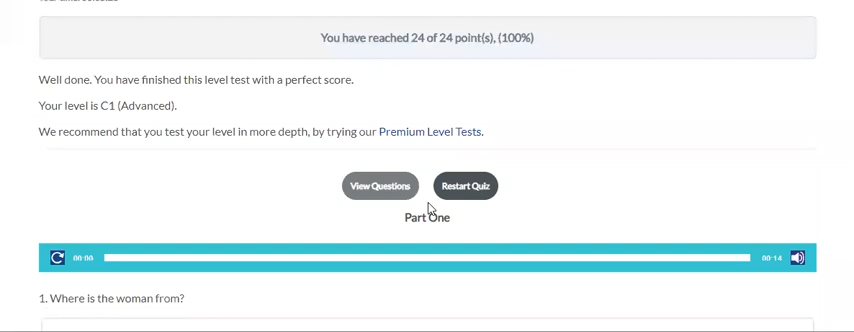 You have reached 24 of 24 point(s), (100%)
Well done. You have finished this level test with a perfect score.
Your level is C1 (Advanced).
We recommend that you test your level in more depth, by trying our Premium Level Tests.
View Questions Restart Quiz
Part One
00:00 00:14
1. Where is the woman from?